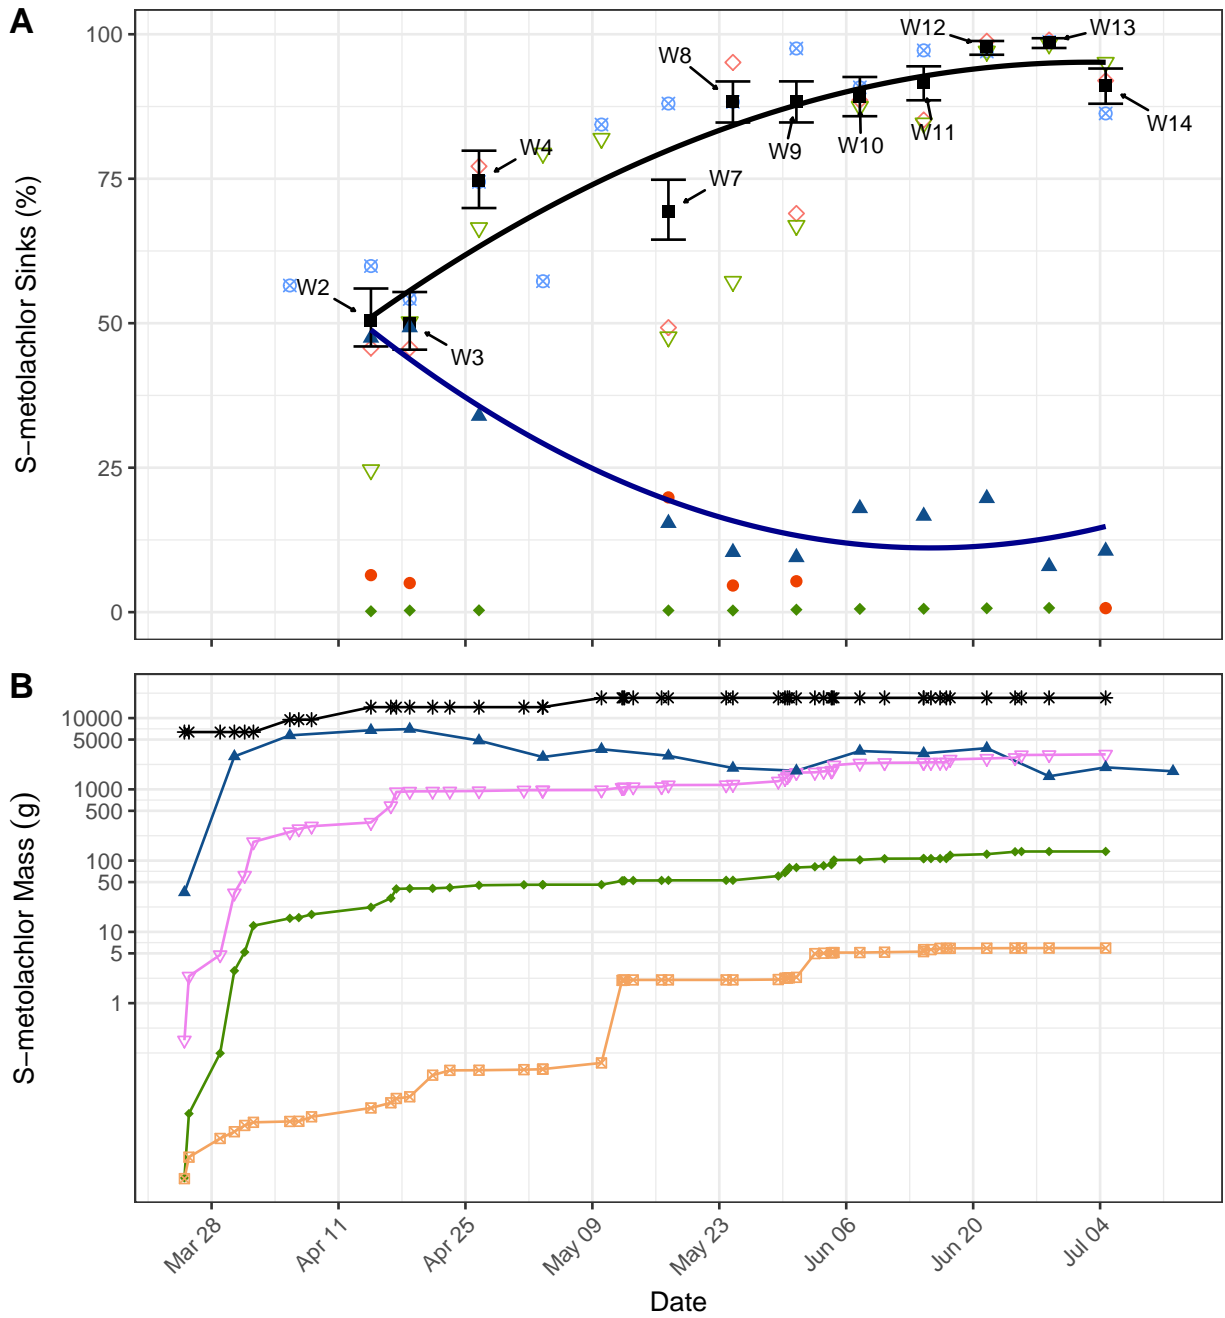 A
S−metolachlor Sinks (%)
100
75
50
25
0
W2
W3
W4
W7
W8
W9
W10
W11
W12
W13
W14
B
S−metolachlor Mass (g)
10000
5000
1000
500
100
50
10
5
1
Mar 28
Apr 11
Apr 25
May 09
May 23
Jun 06
Jun 20
Jul 04
Date